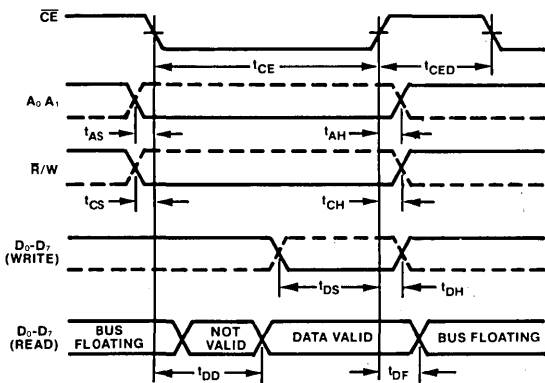 CE
tCE
tCED
A0 A1
tAS
tAH
R/W
tCS
tCH
D0-D7
(WRITE)
tDS
tDH
D0-D7
(READ)
BUS
FLOATING
NOT
VALID
DATA VALID
BUS FLOATING
tDD
tDF